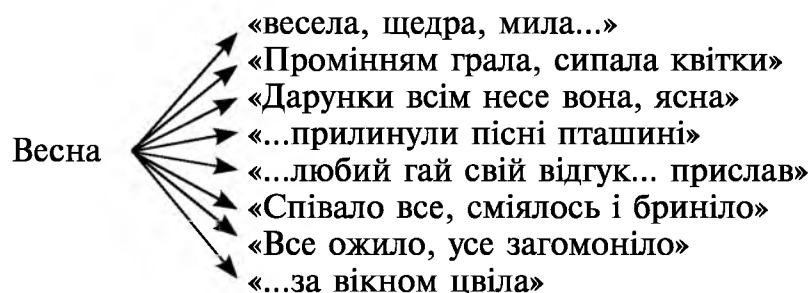 «весела, щедра, мила...»
«Промінням грала, сипала квітки»
«Дарунки всім несе вона, ясна»
«...прилинули пісні пташині»
Весна
«...любий гай свій відгук... прислав»
«Співало все, сміялось і бриніло»
«Все ожило, усе загомоніло»
«...за вікном цвіла»